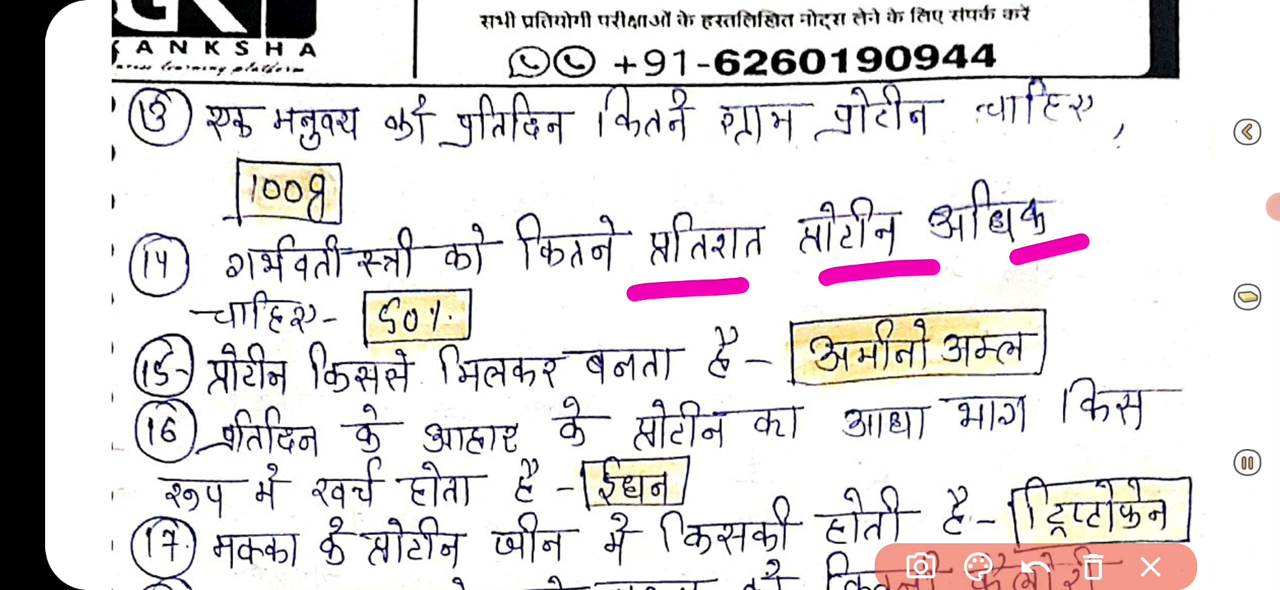 ANKSHA
learning platform
सभी प्रतियोगी परीक्षाओं के हस्तलिखित नोट्स लेने के लिए संपर्क करें
+91-6260190944
13 एक मनुष्य को प्रतिदिन कितने ग्राम प्रोटीन चाहिए,
100g
14 गर्भवती स्त्री को कितने प्रतिशत प्रोटीन अधिक
चाहिए- 50%
15- प्रोटीन किससे मिलकर बनता है- अमीनो अम्ल
16 प्रतिदिन के आहार के प्रोटीन का आधा भाग किस
रूप में खर्च होता है - ईंधन
17. मक्का के प्रोटीन जीन में किसकी होती है- ट्रिप्टोफेन